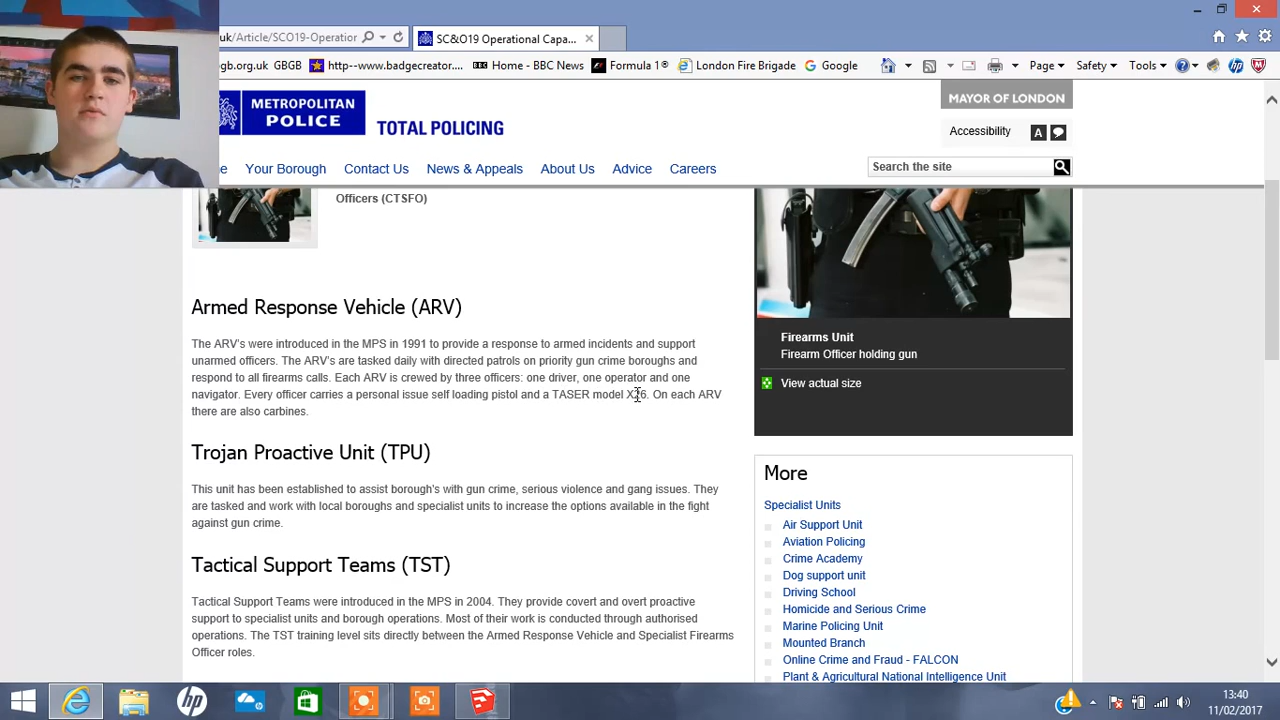 uk/Article/SCO19-Operation
SC&O19 Operational Capa...
gb.org.uk GBGB
http--www.badgecreator....
Home - BBC News
Formula 1®
London Fire Brigade
Google
Page
Safety
Tools
METROPOLITAN
POLICE
TOTAL POLICING
MAYOR OF LONDON
Accessibility
A
Your Borough
Contact Us
News & Appeals
About Us
Advice
Careers
Search the site
Officers (CTSFO)
Armed Response Vehicle (ARV)
The ARV's were introduced in the MPS in 1991 to provide a response to armed incidents and support
unarmed officers. The ARV's are tasked daily with directed patrols on priority gun crime boroughs and
respond to all firearms calls. Each ARV is crewed by three officers: one driver, one operator and one
navigator. Every officer carries a personal issue self loading pistol and a TASER model On each ARV
there are also carbines.
Trojan Proactive Unit (TPU)
This unit has been established to assist borough's with gun crime, serious violence and gang issues. They
are tasked and work with local boroughs and specialist units to increase the options available in the fight
against gun crime.
Tactical Support Teams (TST)
Tactical Support Teams were introduced in the MPS in 2004. They provide covert and overt proactive
support to specialist units and borough operations. Most of their work is conducted through authorised
operations. The TST training level sits directly between the Armed Response Vehicle and Specialist Firearms
Officer roles.
Firearms Unit
Firearm Officer holding gun
View actual size
More
Specialist Units
Air Support Unit
Aviation Policing
Crime Academy
Dog support unit
Driving School
Homicide and Serious Crime
Marine Policing Unit
Mounted Branch
Online Crime and Fraud - FALCON
Plant & Agricultural National Intelligence Unit
hp
13:40
11/02/2017